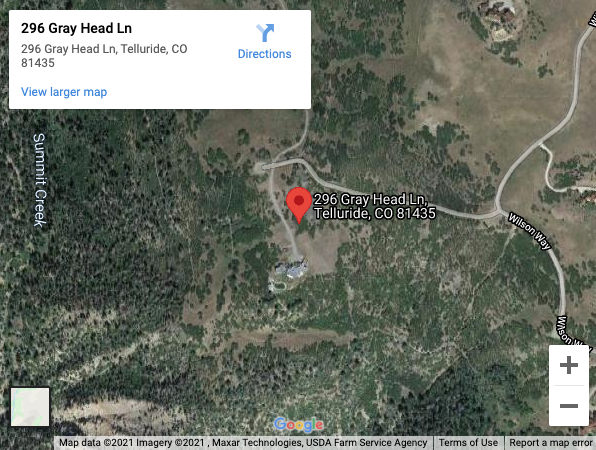 296 Gray Head Ln
296 Gray Head Ln, Telluride, CO
81435
Directions
View larger map
Summit Creek
296 Gray Head Ln,
Telluride, CO 81435
Wilson Way
Wilson Way
Google
Map data ©2021 Imagery ©2021 , Maxar Technologies, USDA Farm Service Agency
Terms of Use
Report a map error